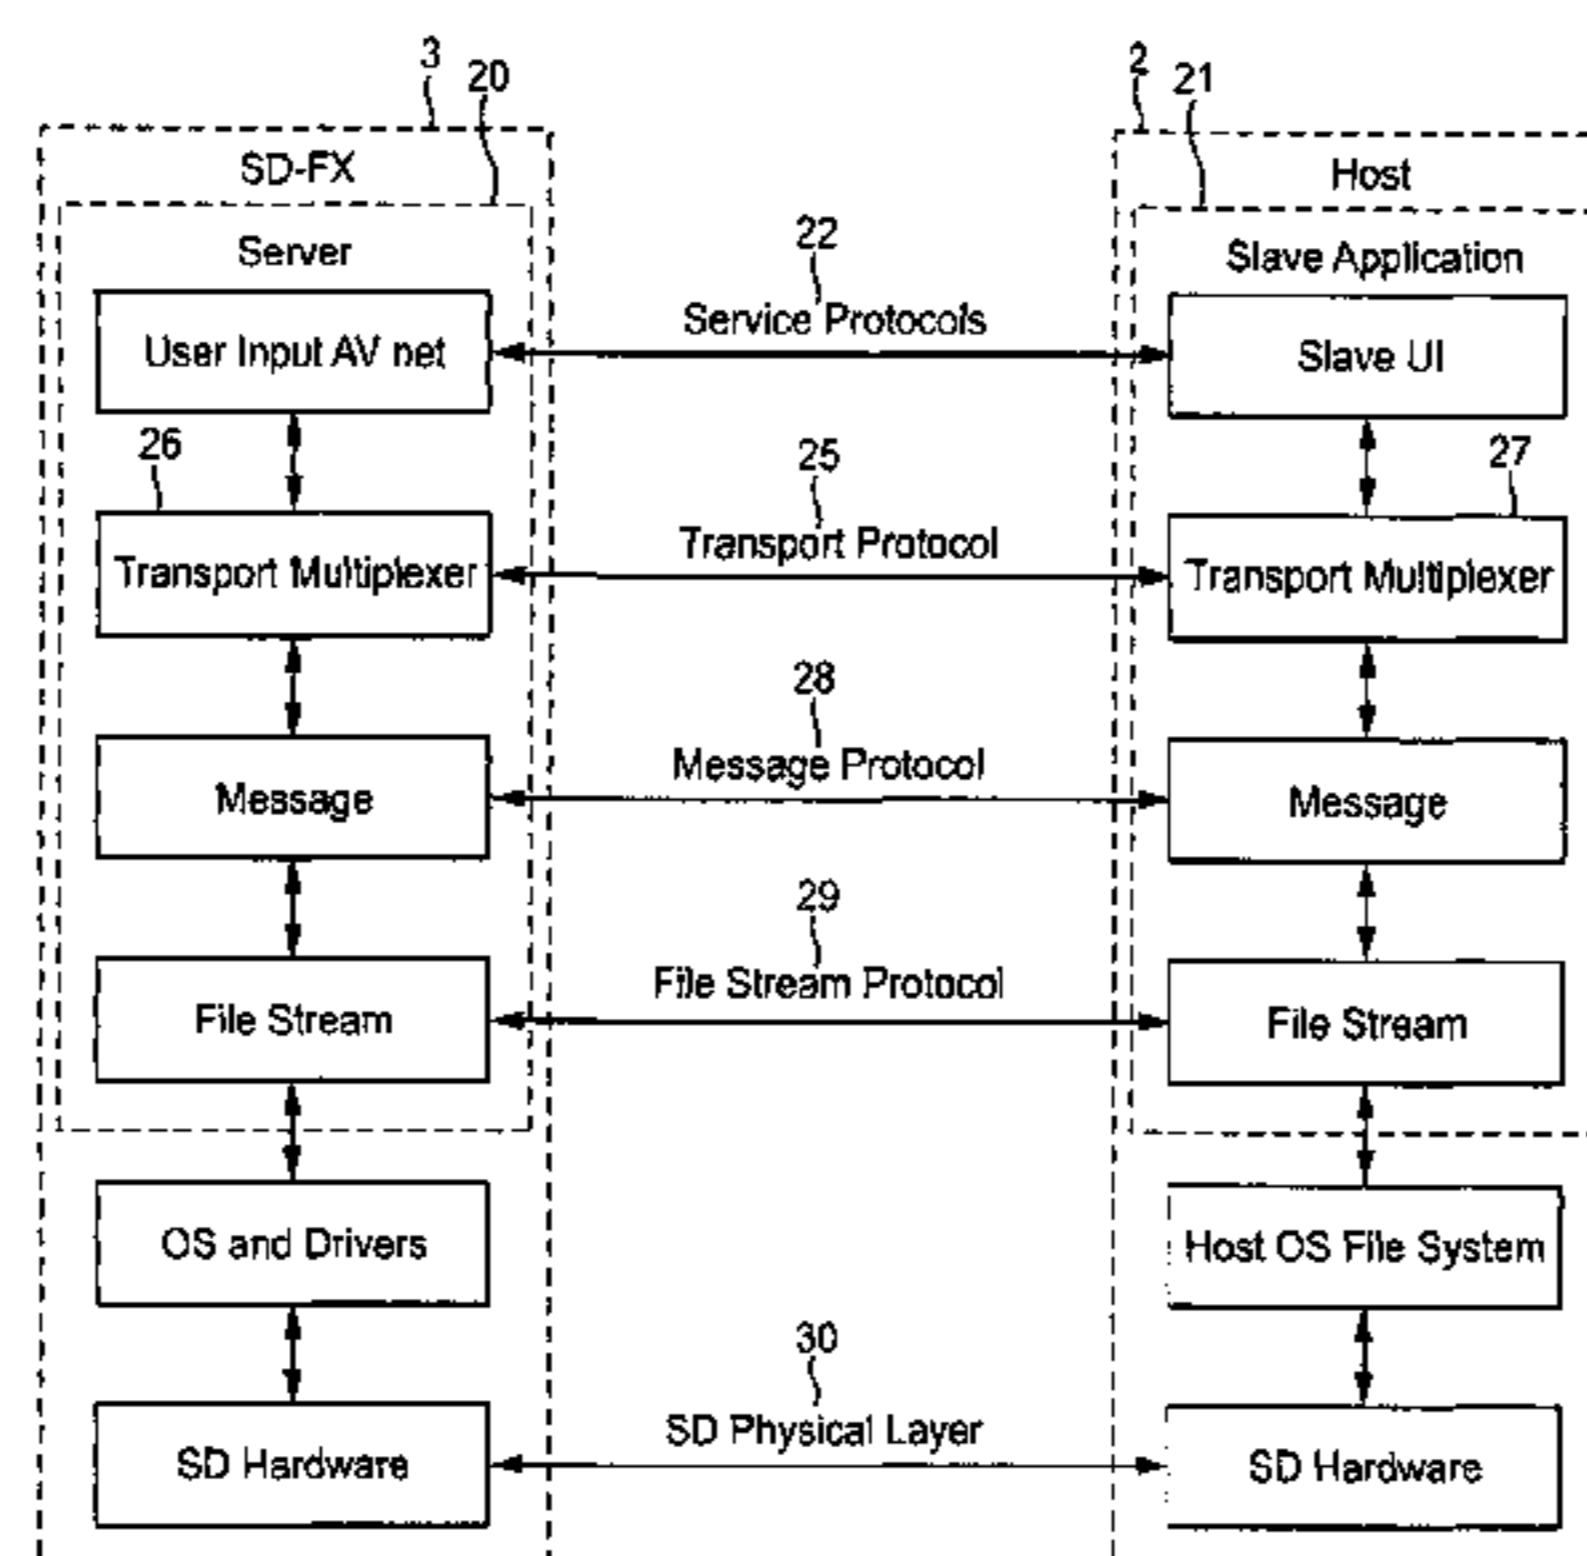 3
20
2
21
SD-FX
Host
Server
22
Slave Application
User Input AV net
Service Protocols
Slave UI
26
25
27
Transport Multiplexer
Transport Protocol
Transport Multiplexer
28
Message
Message Protocol
Message
29
File Stream
File Stream Protocol
File Stream
OS and Drivers
Host OS File System
30
SD Hardware
SD Physical Layer
SD Hardware